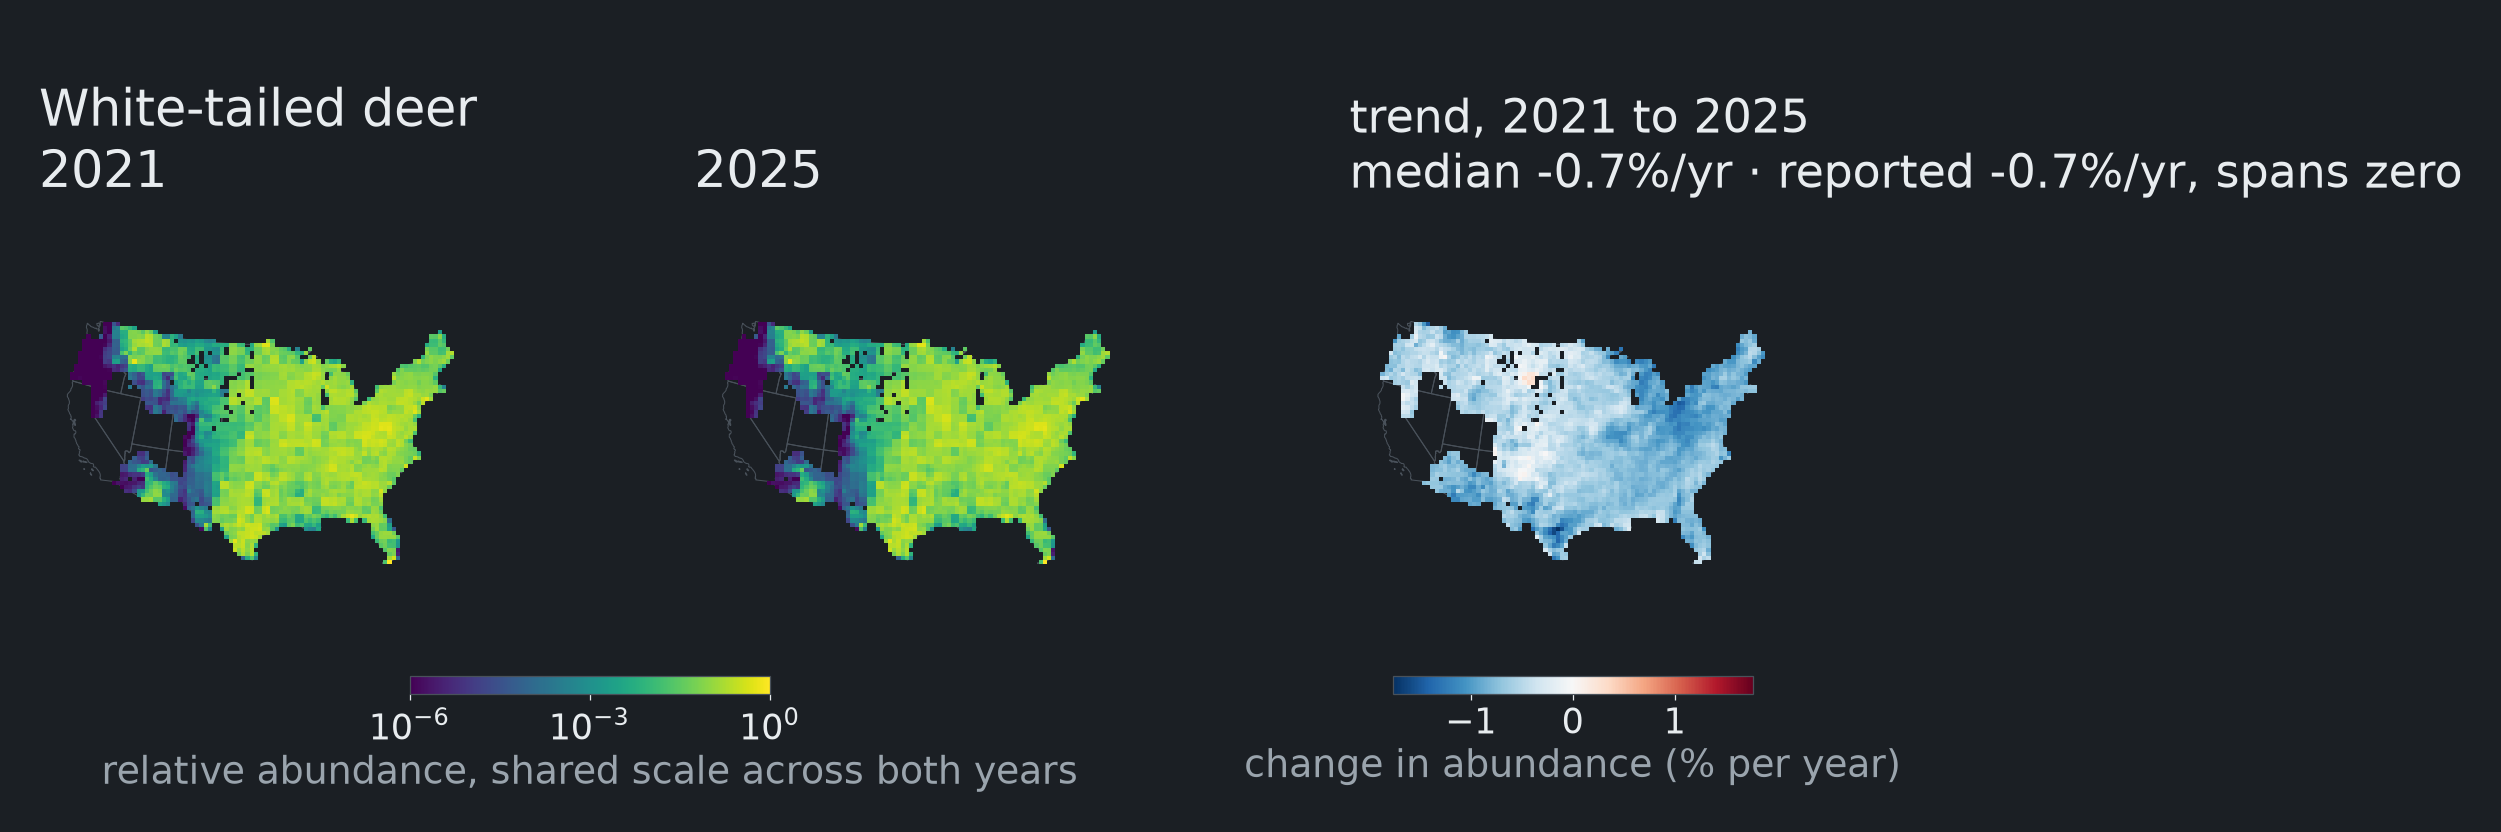 White-tailed deer
2021
2025
trend, 2021 to 2025
median -0.7%/yr · reported -0.7%/yr, spans zero
10⁻⁶ 10⁻³ 10⁰
relative abundance, shared scale across both years
−1 0 1
change in abundance (% per year)